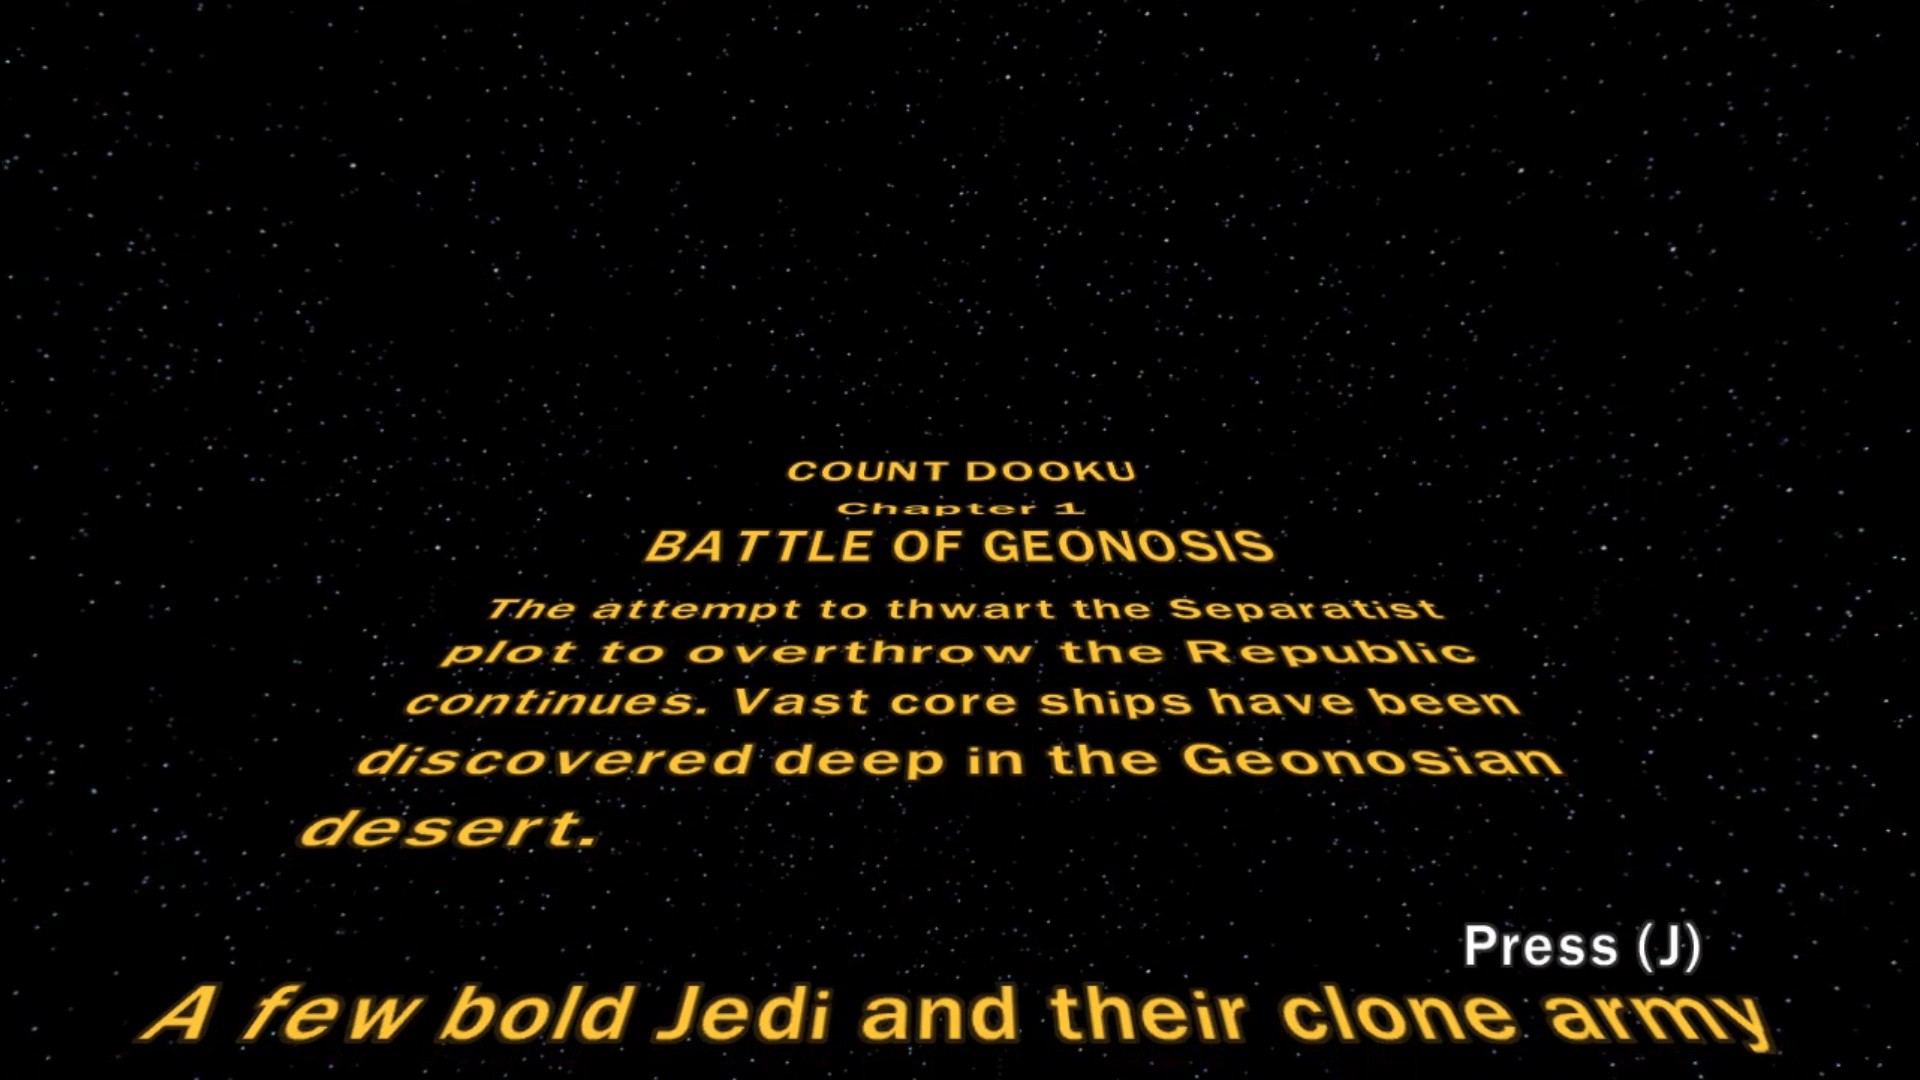 COUNT DOOKU
Chapter 1
BATTLE OF GEONOSIS
The attempt to thwart the Separatist
plot to overthrow the Republic
continues. Vast core ships have been
discovered deep in the Geonosian
desert.
Press (J)
A few bold Jedi and their clone army